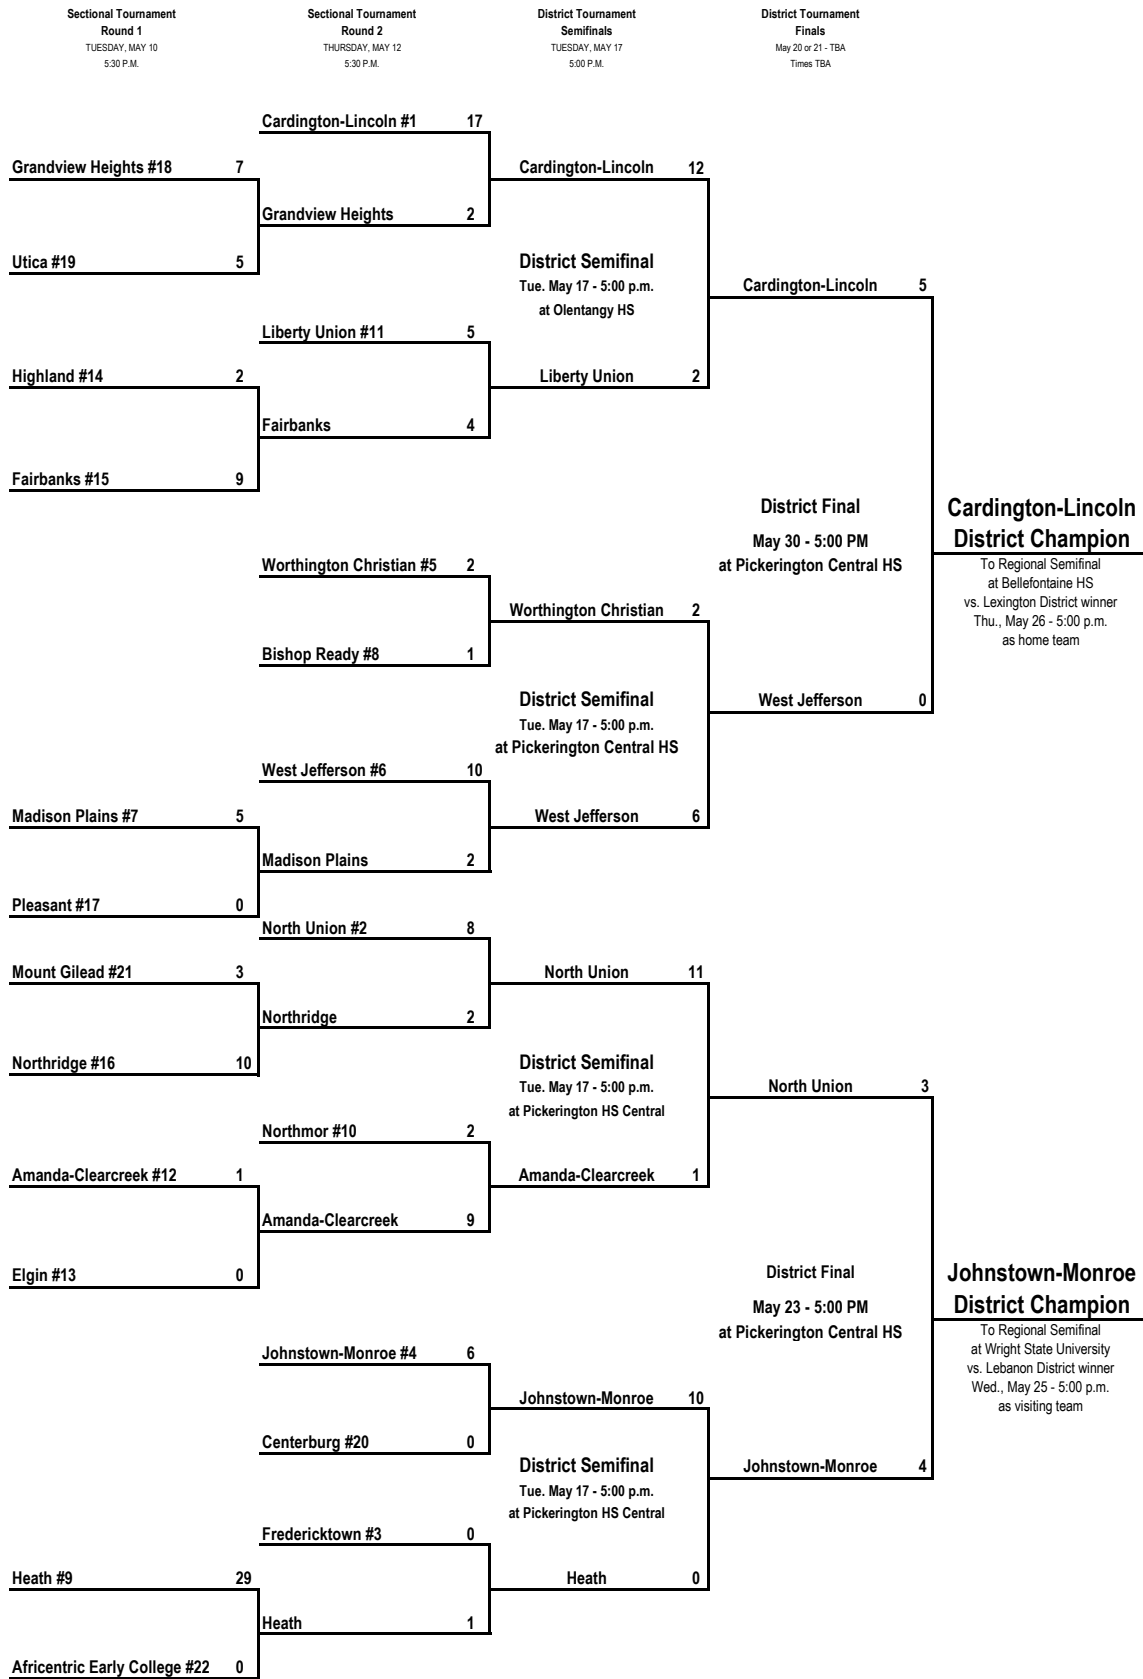 Sectional Tournament
Round 1
TUESDAY, MAY 10
5:30 P.M.
Sectional Tournament
Round 2
THURSDAY, MAY 12
5:30 P.M.
District Tournament
Semifinals
TUESDAY, MAY 17
5:00 P.M.
District Tournament
Finals
May 20 or 21 - TBA
Times TBA
Cardington-Lincoln #1 17
Grandview Heights #18 7
Cardington-Lincoln 12
Grandview Heights 2
Utica #19 5
District Semifinal
Tue. May 17 - 5:00 p.m.
at Olentangy HS
Cardington-Lincoln 5
Liberty Union #11 5
Highland #14 2
Liberty Union 2
Fairbanks 4
Fairbanks #15 9
District Final
May 30 - 5:00 PM
at Pickerington Central HS
Cardington-Lincoln
District Champion
To Regional Semifinal
at Bellefontaine HS
vs. Lexington District winner
Thu., May 26 - 5:00 p.m.
as home team
Worthington Christian #5 2
Worthington Christian 2
Bishop Ready #8 1
District Semifinal
Tue. May 17 - 5:00 p.m.
at Pickerington Central HS
West Jefferson 0
West Jefferson #6 10
Madison Plains #7 5
West Jefferson 6
Madison Plains 2
Pleasant #17 0
North Union #2 8
Mount Gilead #21 3
North Union 11
Northridge 2
Northridge #16 10
District Semifinal
Tue. May 17 - 5:00 p.m.
at Pickerington HS Central
North Union 3
Northmor #10 2
Amanda-Clearcreek #12 1
Amanda-Clearcreek 1
Amanda-Clearcreek 9
Elgin #13 0
District Final
May 23 - 5:00 PM
at Pickerington Central HS
Johnstown-Monroe
District Champion
To Regional Semifinal
at Wright State University
vs. Lebanon District winner
Wed., May 25 - 5:00 p.m.
as visiting team
Johnstown-Monroe #4 6
Johnstown-Monroe 10
Centerburg #20 0
District Semifinal
Tue. May 17 - 5:00 p.m.
at Pickerington HS Central
Johnstown-Monroe 4
Fredericktown #3 0
Heath #9 29
Heath 0
Heath 1
Africentric Early College #22 0